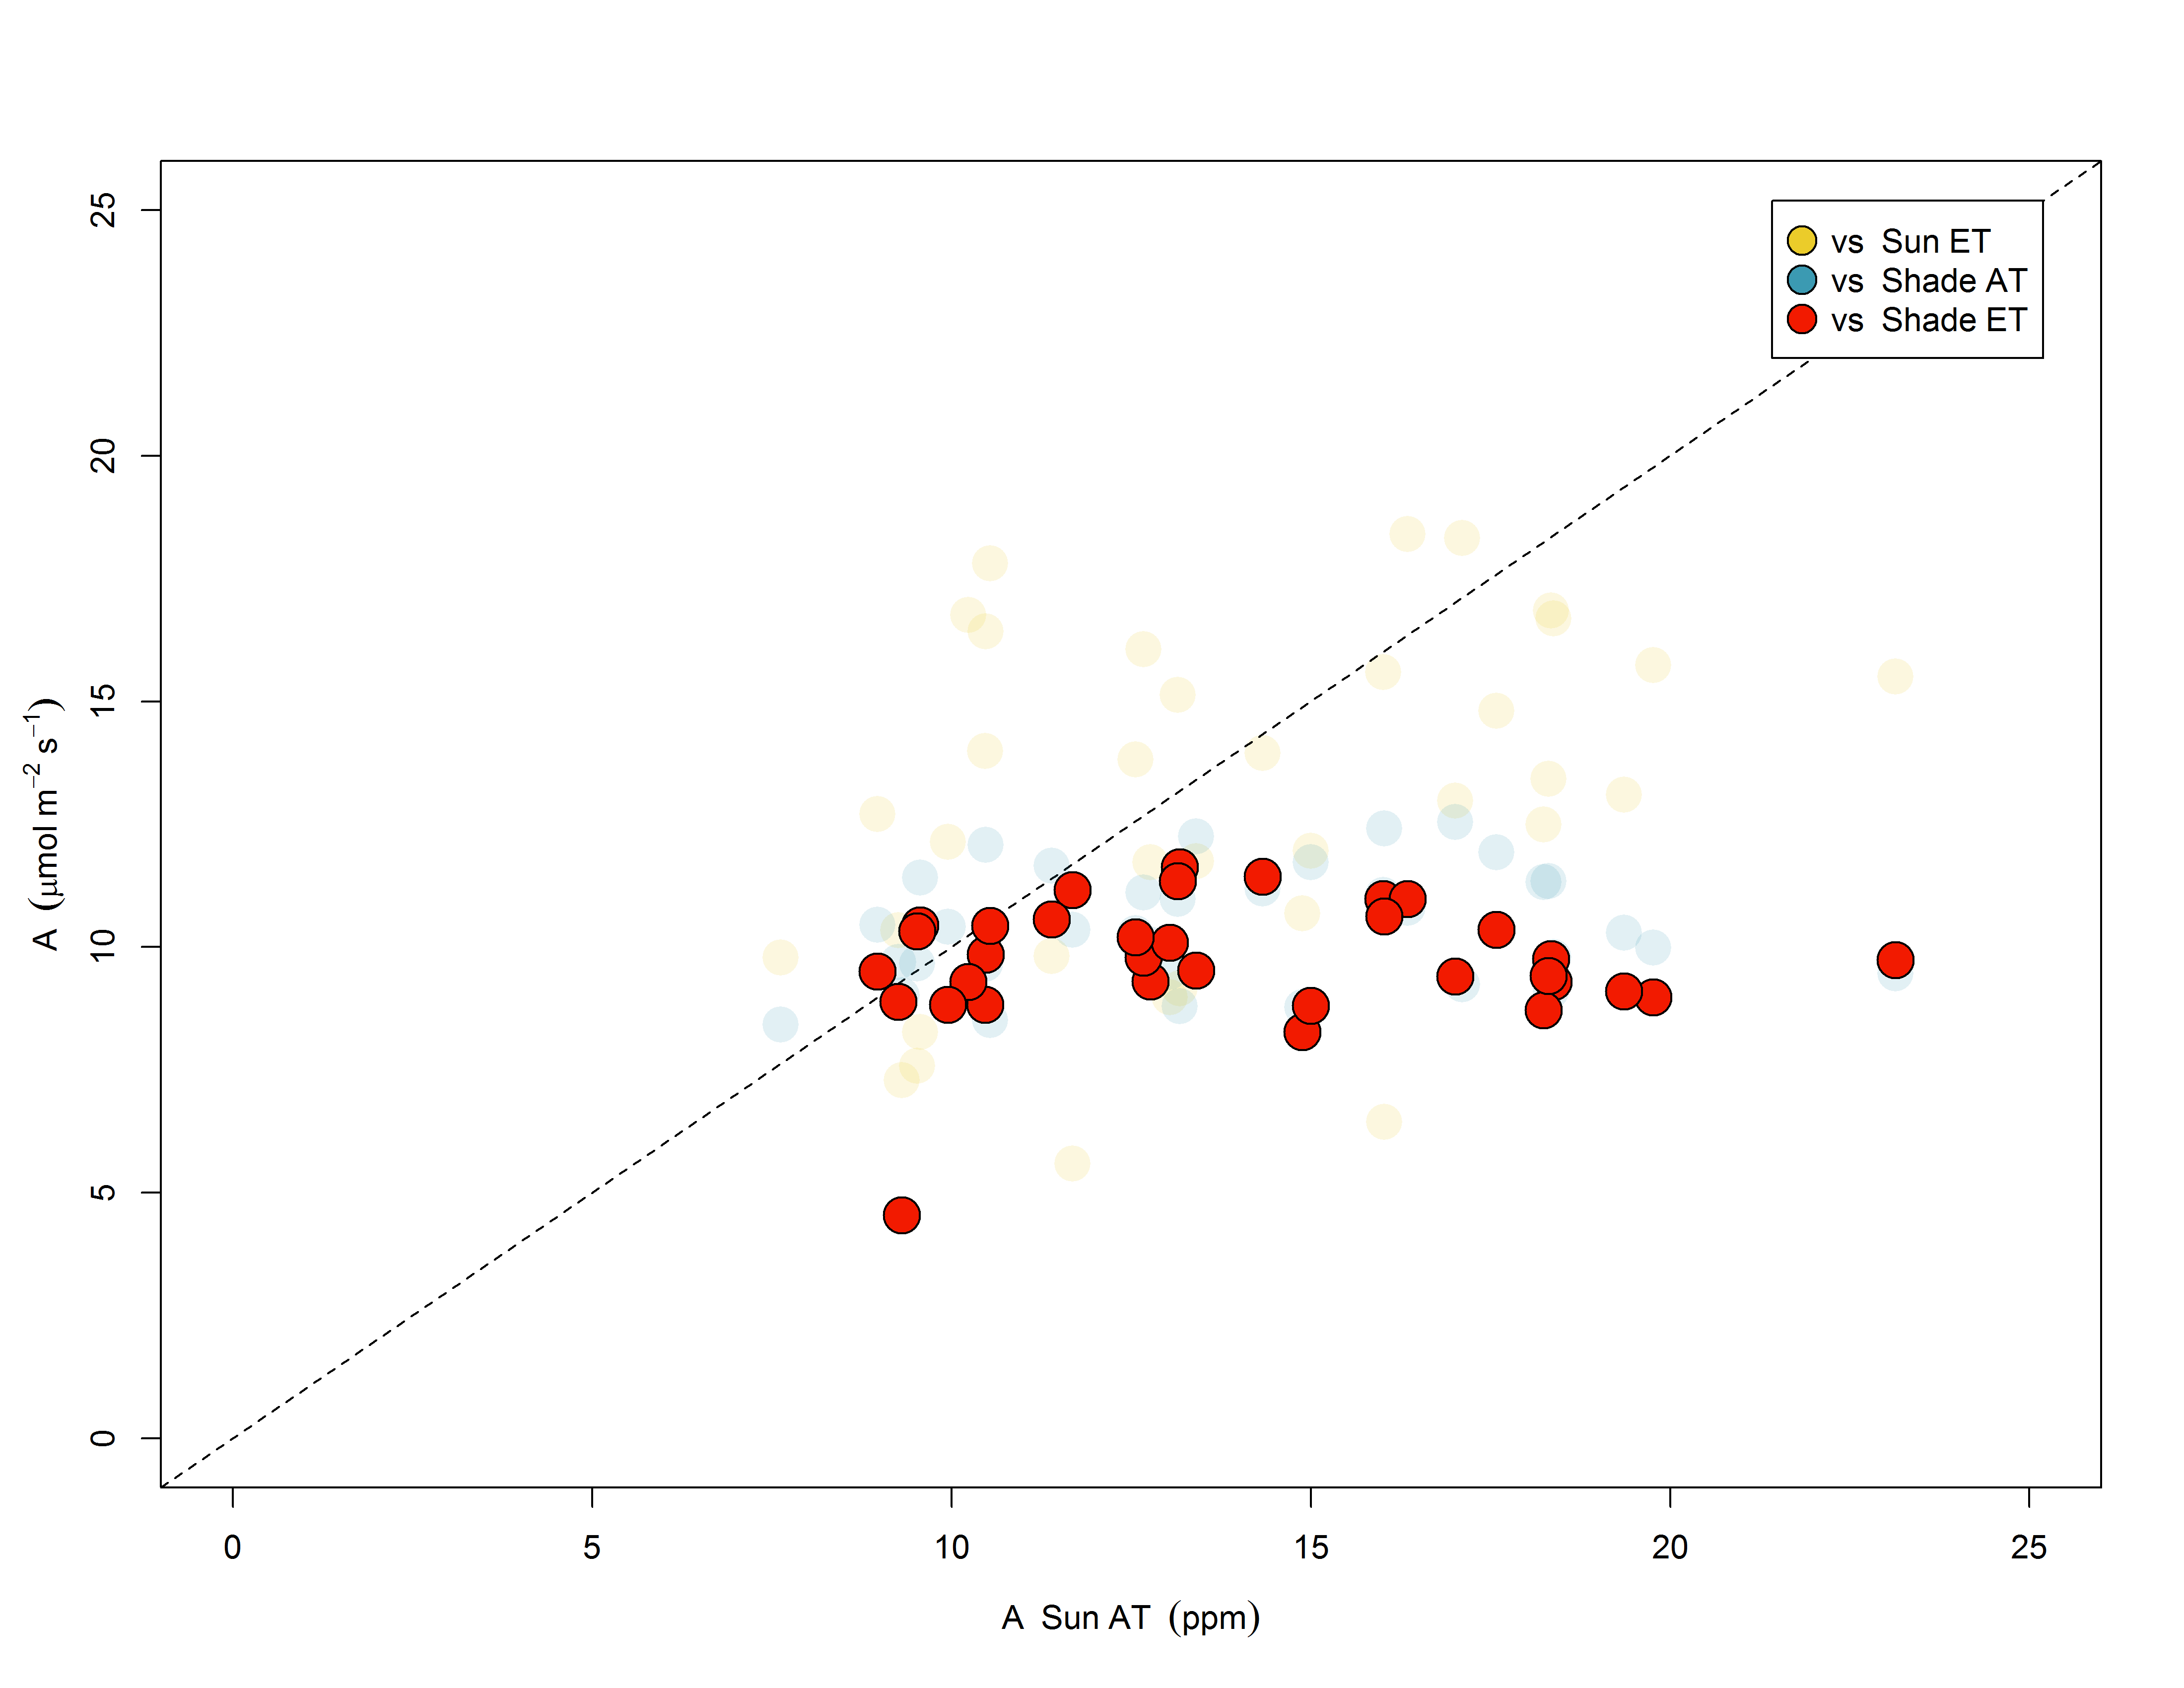 25
20
15
10
5
0
A (μmol m⁻² s⁻¹)
vs Sun ET
vs Shade AT
vs Shade ET
0 5 10 15 20 25
A Sun AT (ppm)